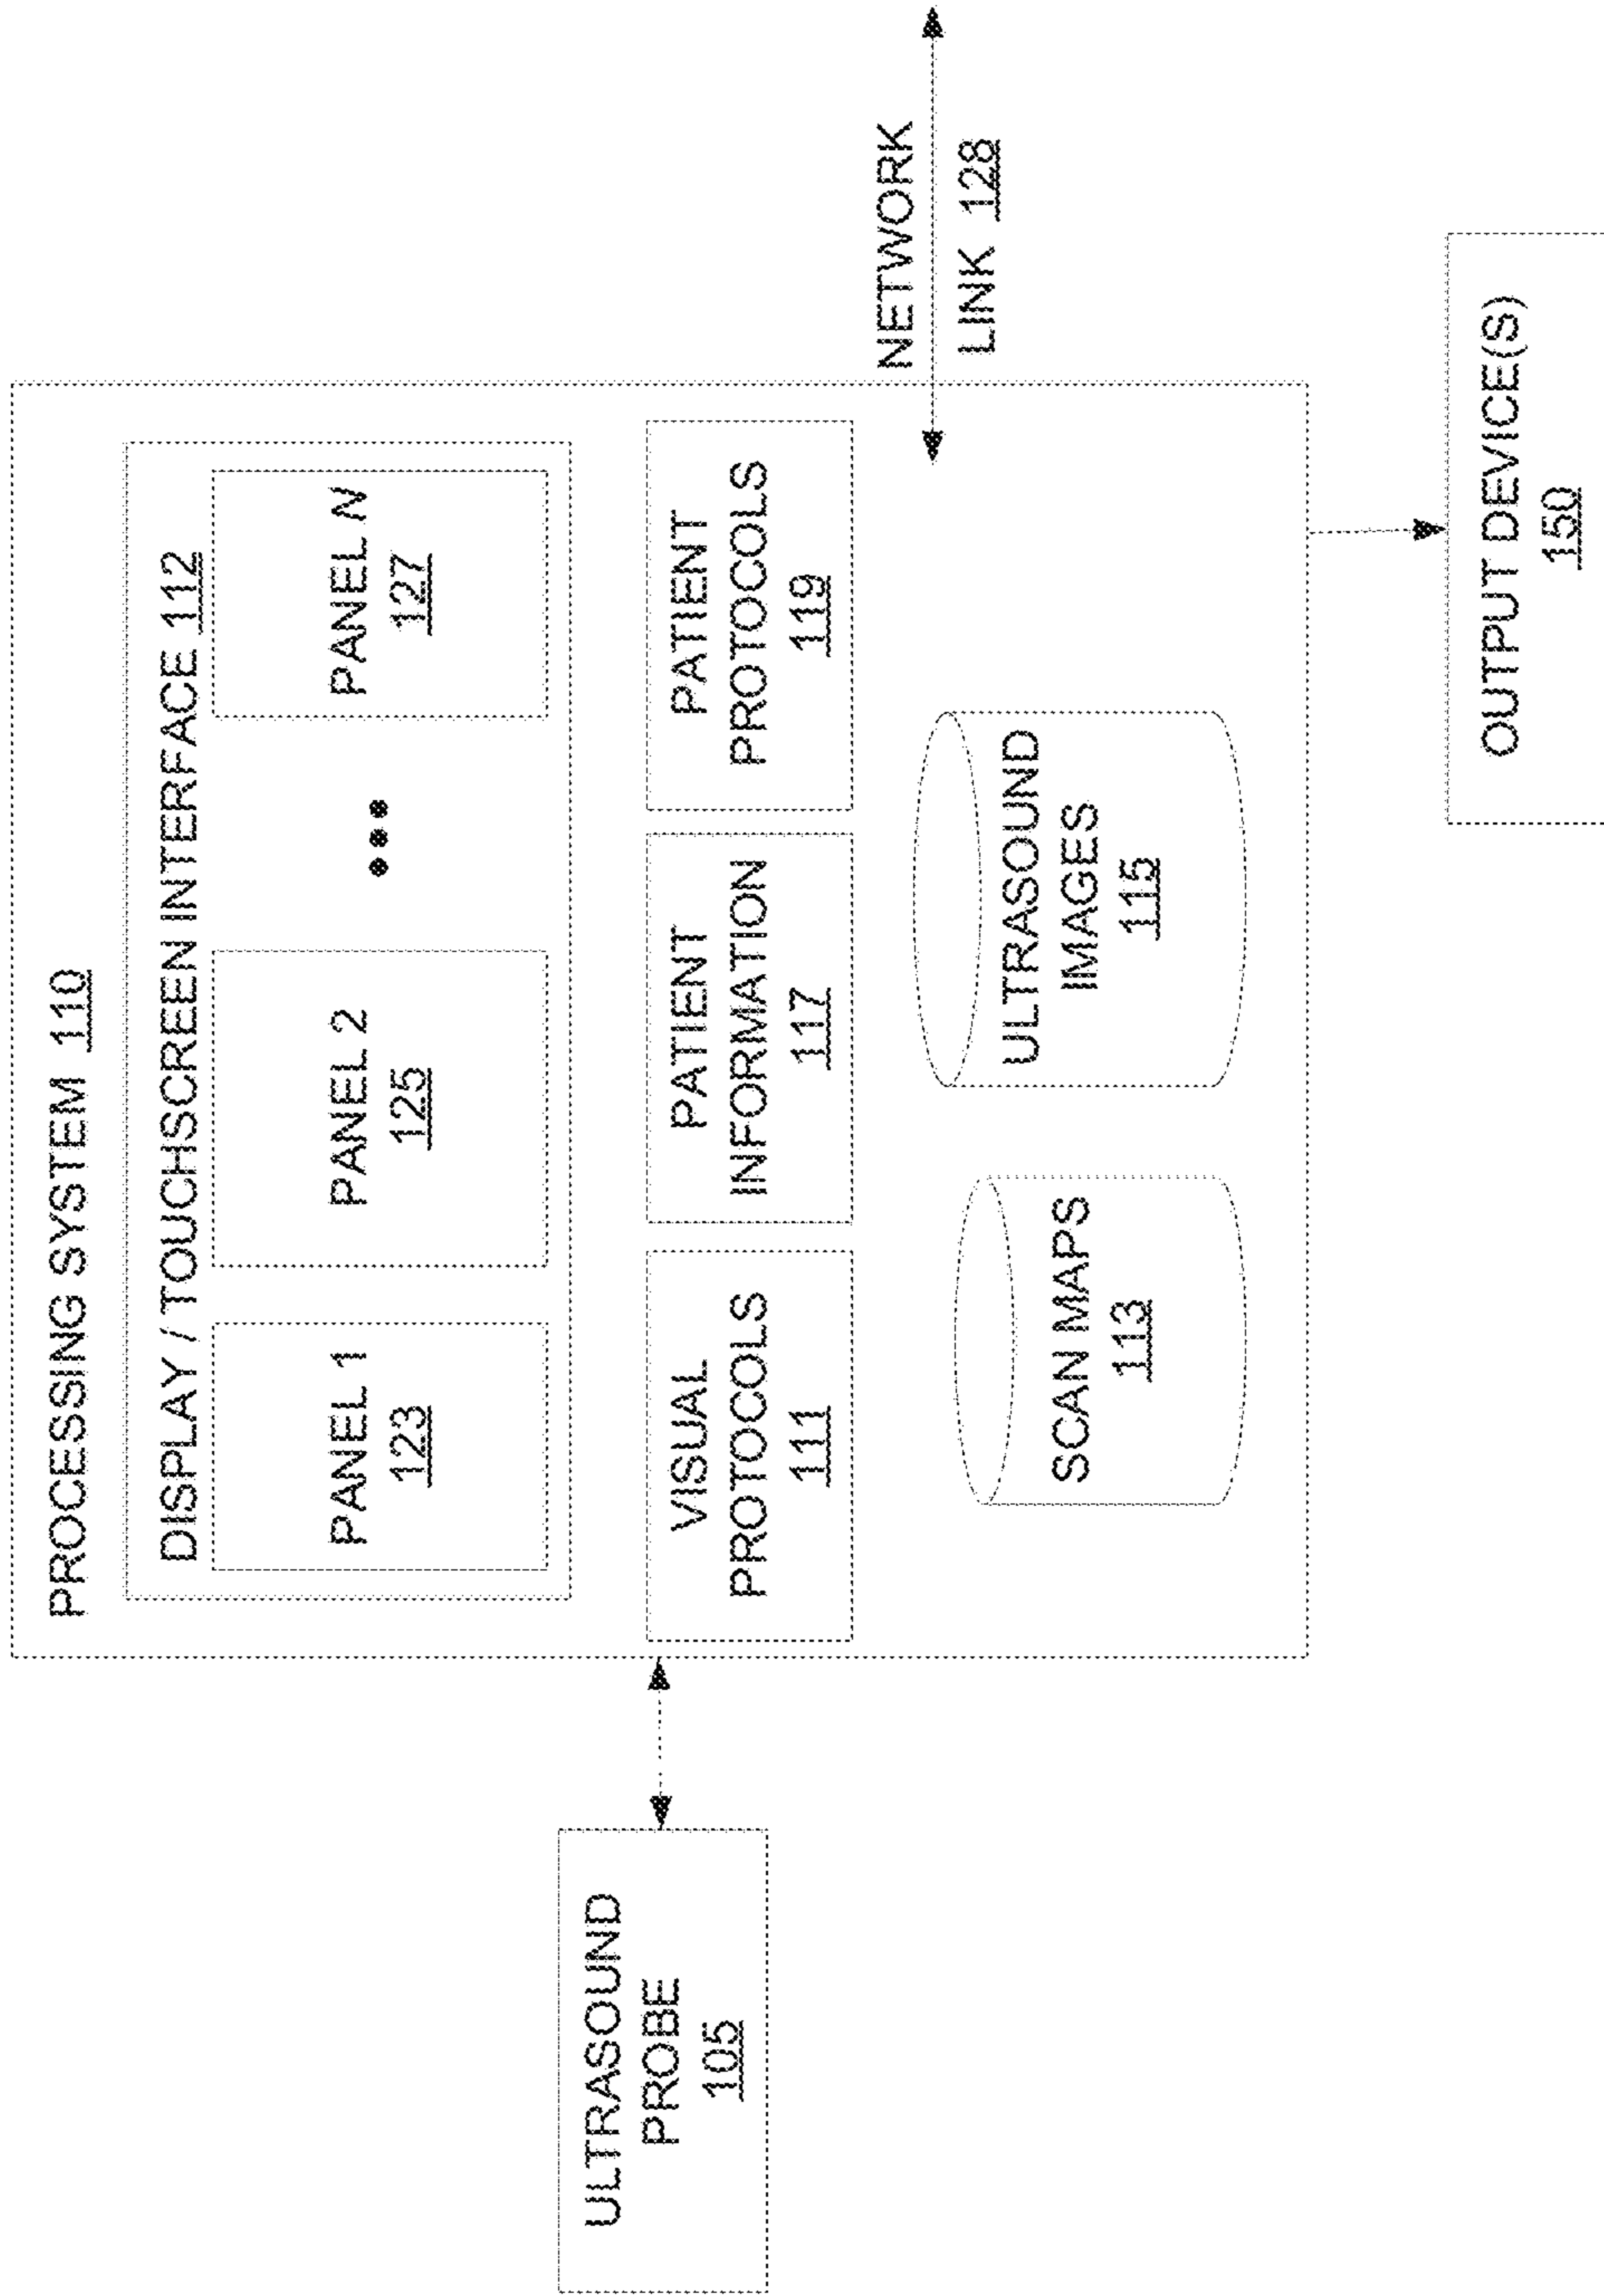 PROCESSING SYSTEM 110
DISPLAY / TOUCHSCREEN INTERFACE 112
PANEL 1
123
PANEL 2
125
PANEL N
127
VISUAL
PROTOCOLS
111
PATIENT
INFORMATION
117
PATIENT
PROTOCOLS
119
SCAN MAPS
113
ULTRASOUND
IMAGES
115
ULTRASOUND
PROBE
105
NETWORK
LINK 128
OUTPUT DEVICE(S)
150